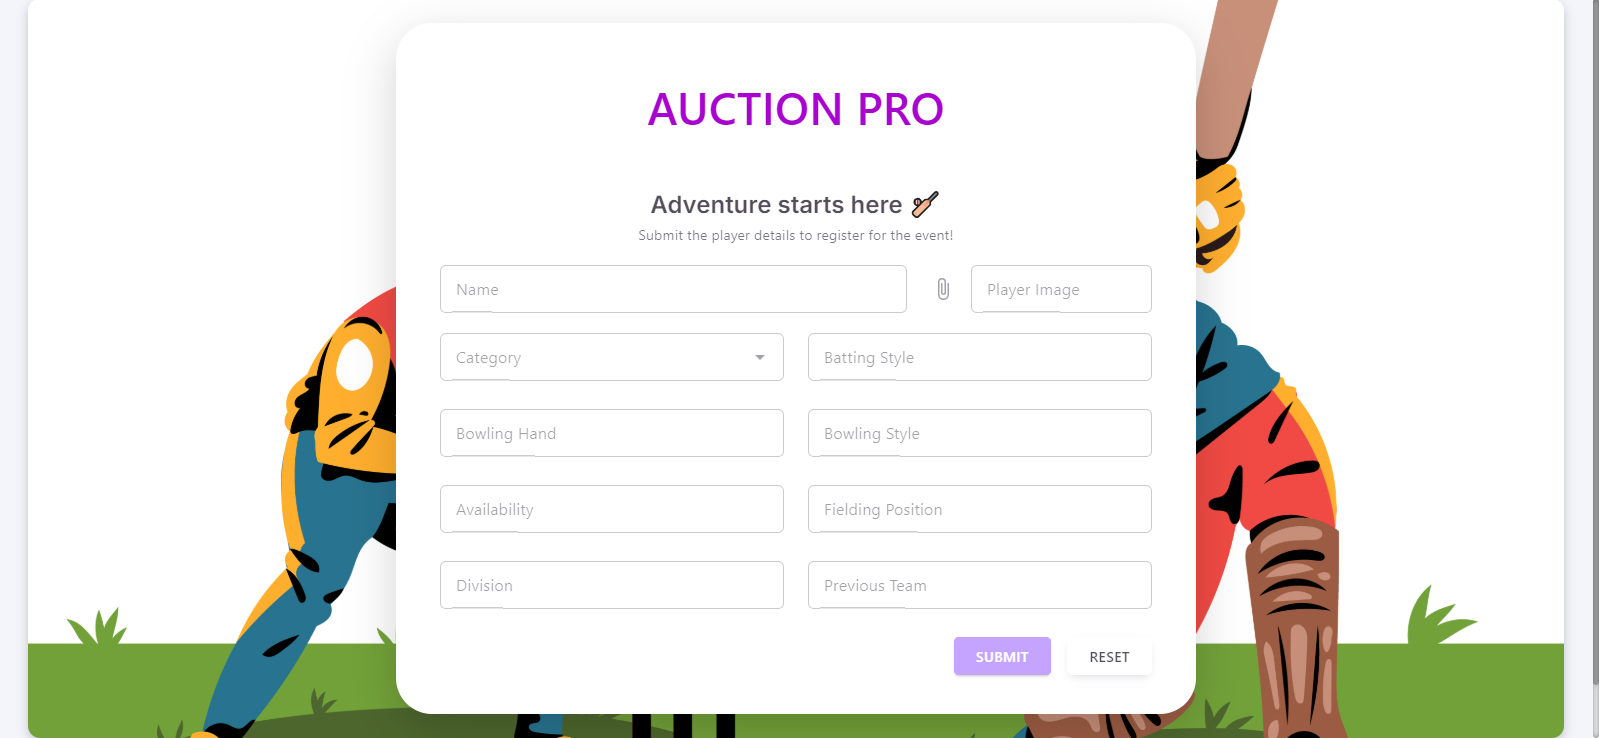 AUCTION PRO
Adventure starts here
Submit the player details to register for the event!
Name
Player Image
Category
Batting Style
Bowling Hand
Bowling Style
Availability
Fielding Position
Division
Previous Team
SUBMIT
RESET